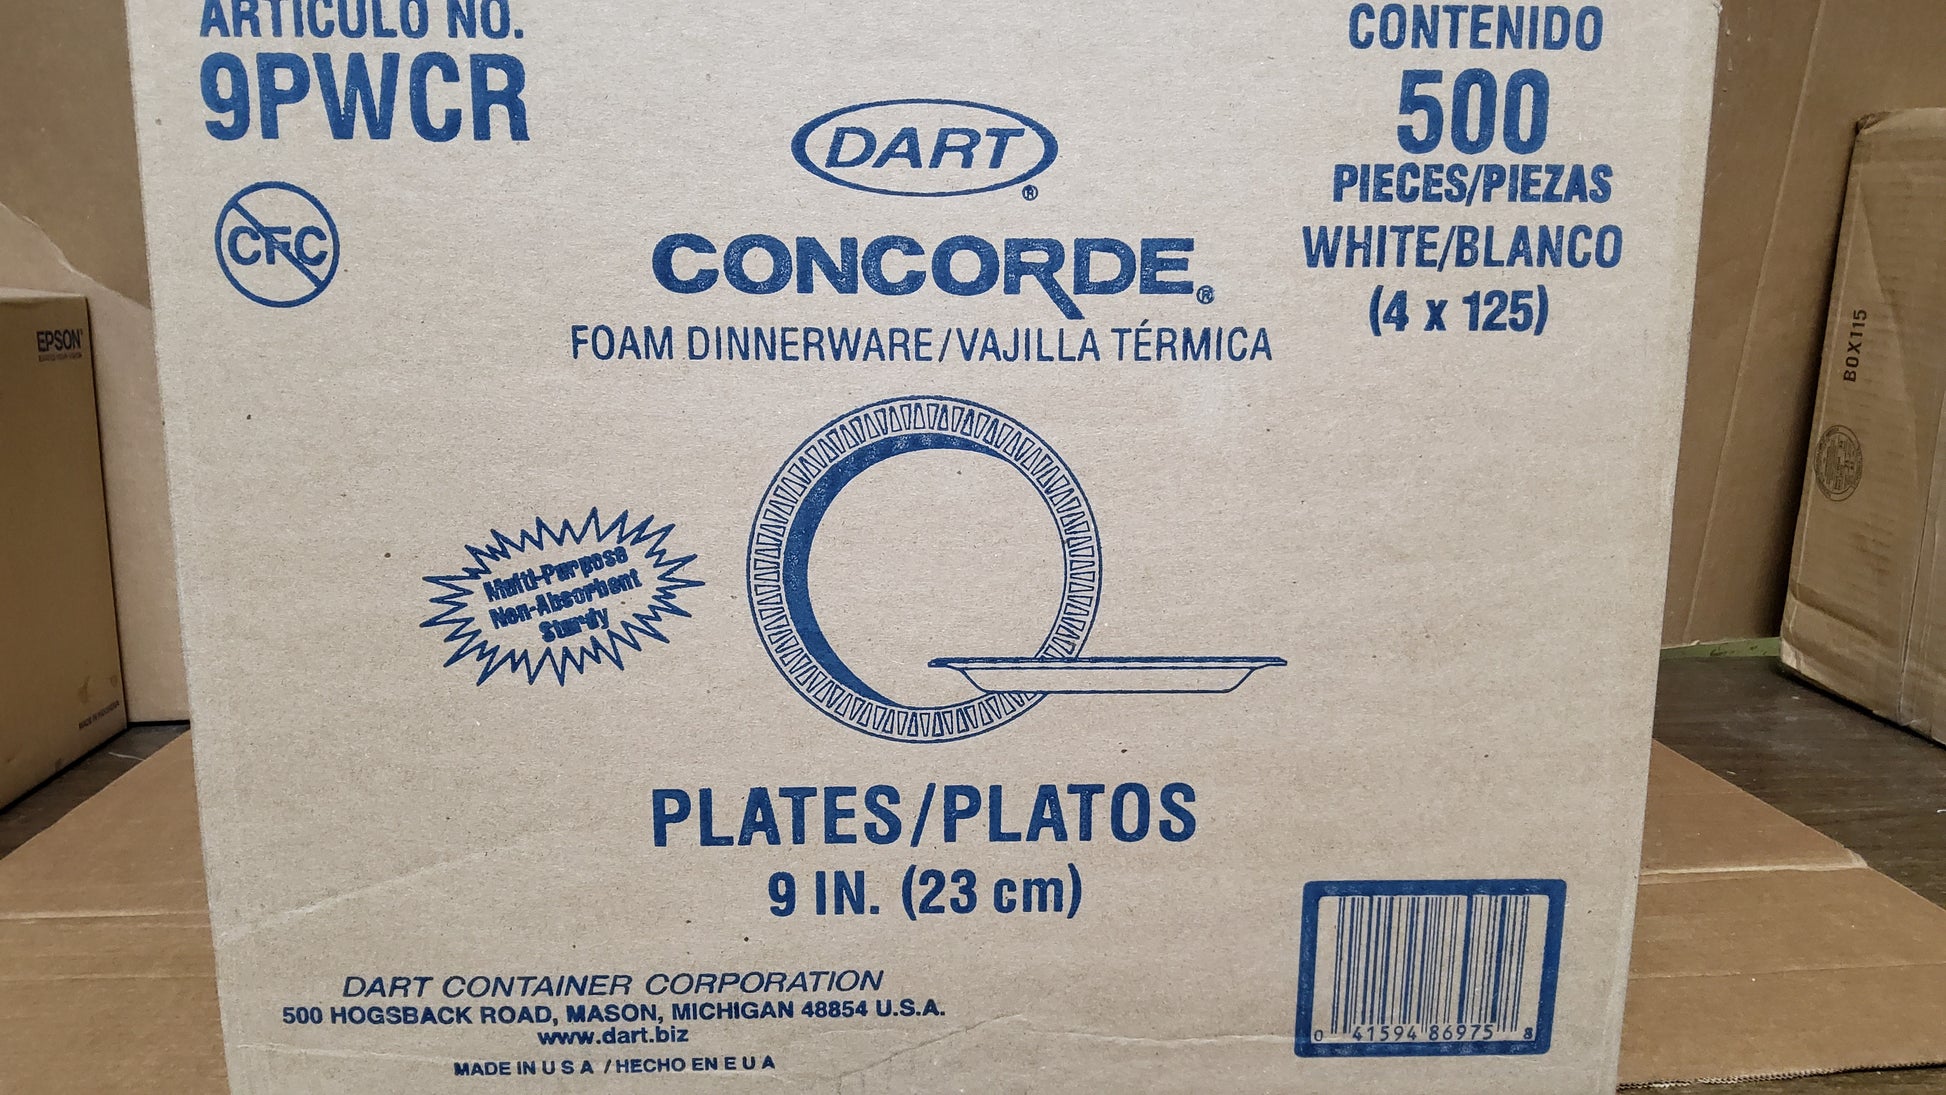 ARTICULO NO.
9PWCR
CFC
DART®
CONCORDE®
FOAM DINNERWARE/VAJILLA TÉRMICA
CONTENIDO
500
PIECES/PIEZAS
WHITE/BLANCO
(4 x 125)
Multi-Purpose
Non-Absorbent
Sturdy
PLATES/PLATOS
9 IN. (23 cm)
DART CONTAINER CORPORATION
500 HOGSBACK ROAD, MASON, MICHIGAN 48854 U.S.A.
www.dart.biz
MADE IN U S A / HECHO EN E U A
0 41594 86975 8
EPSON
BOX115